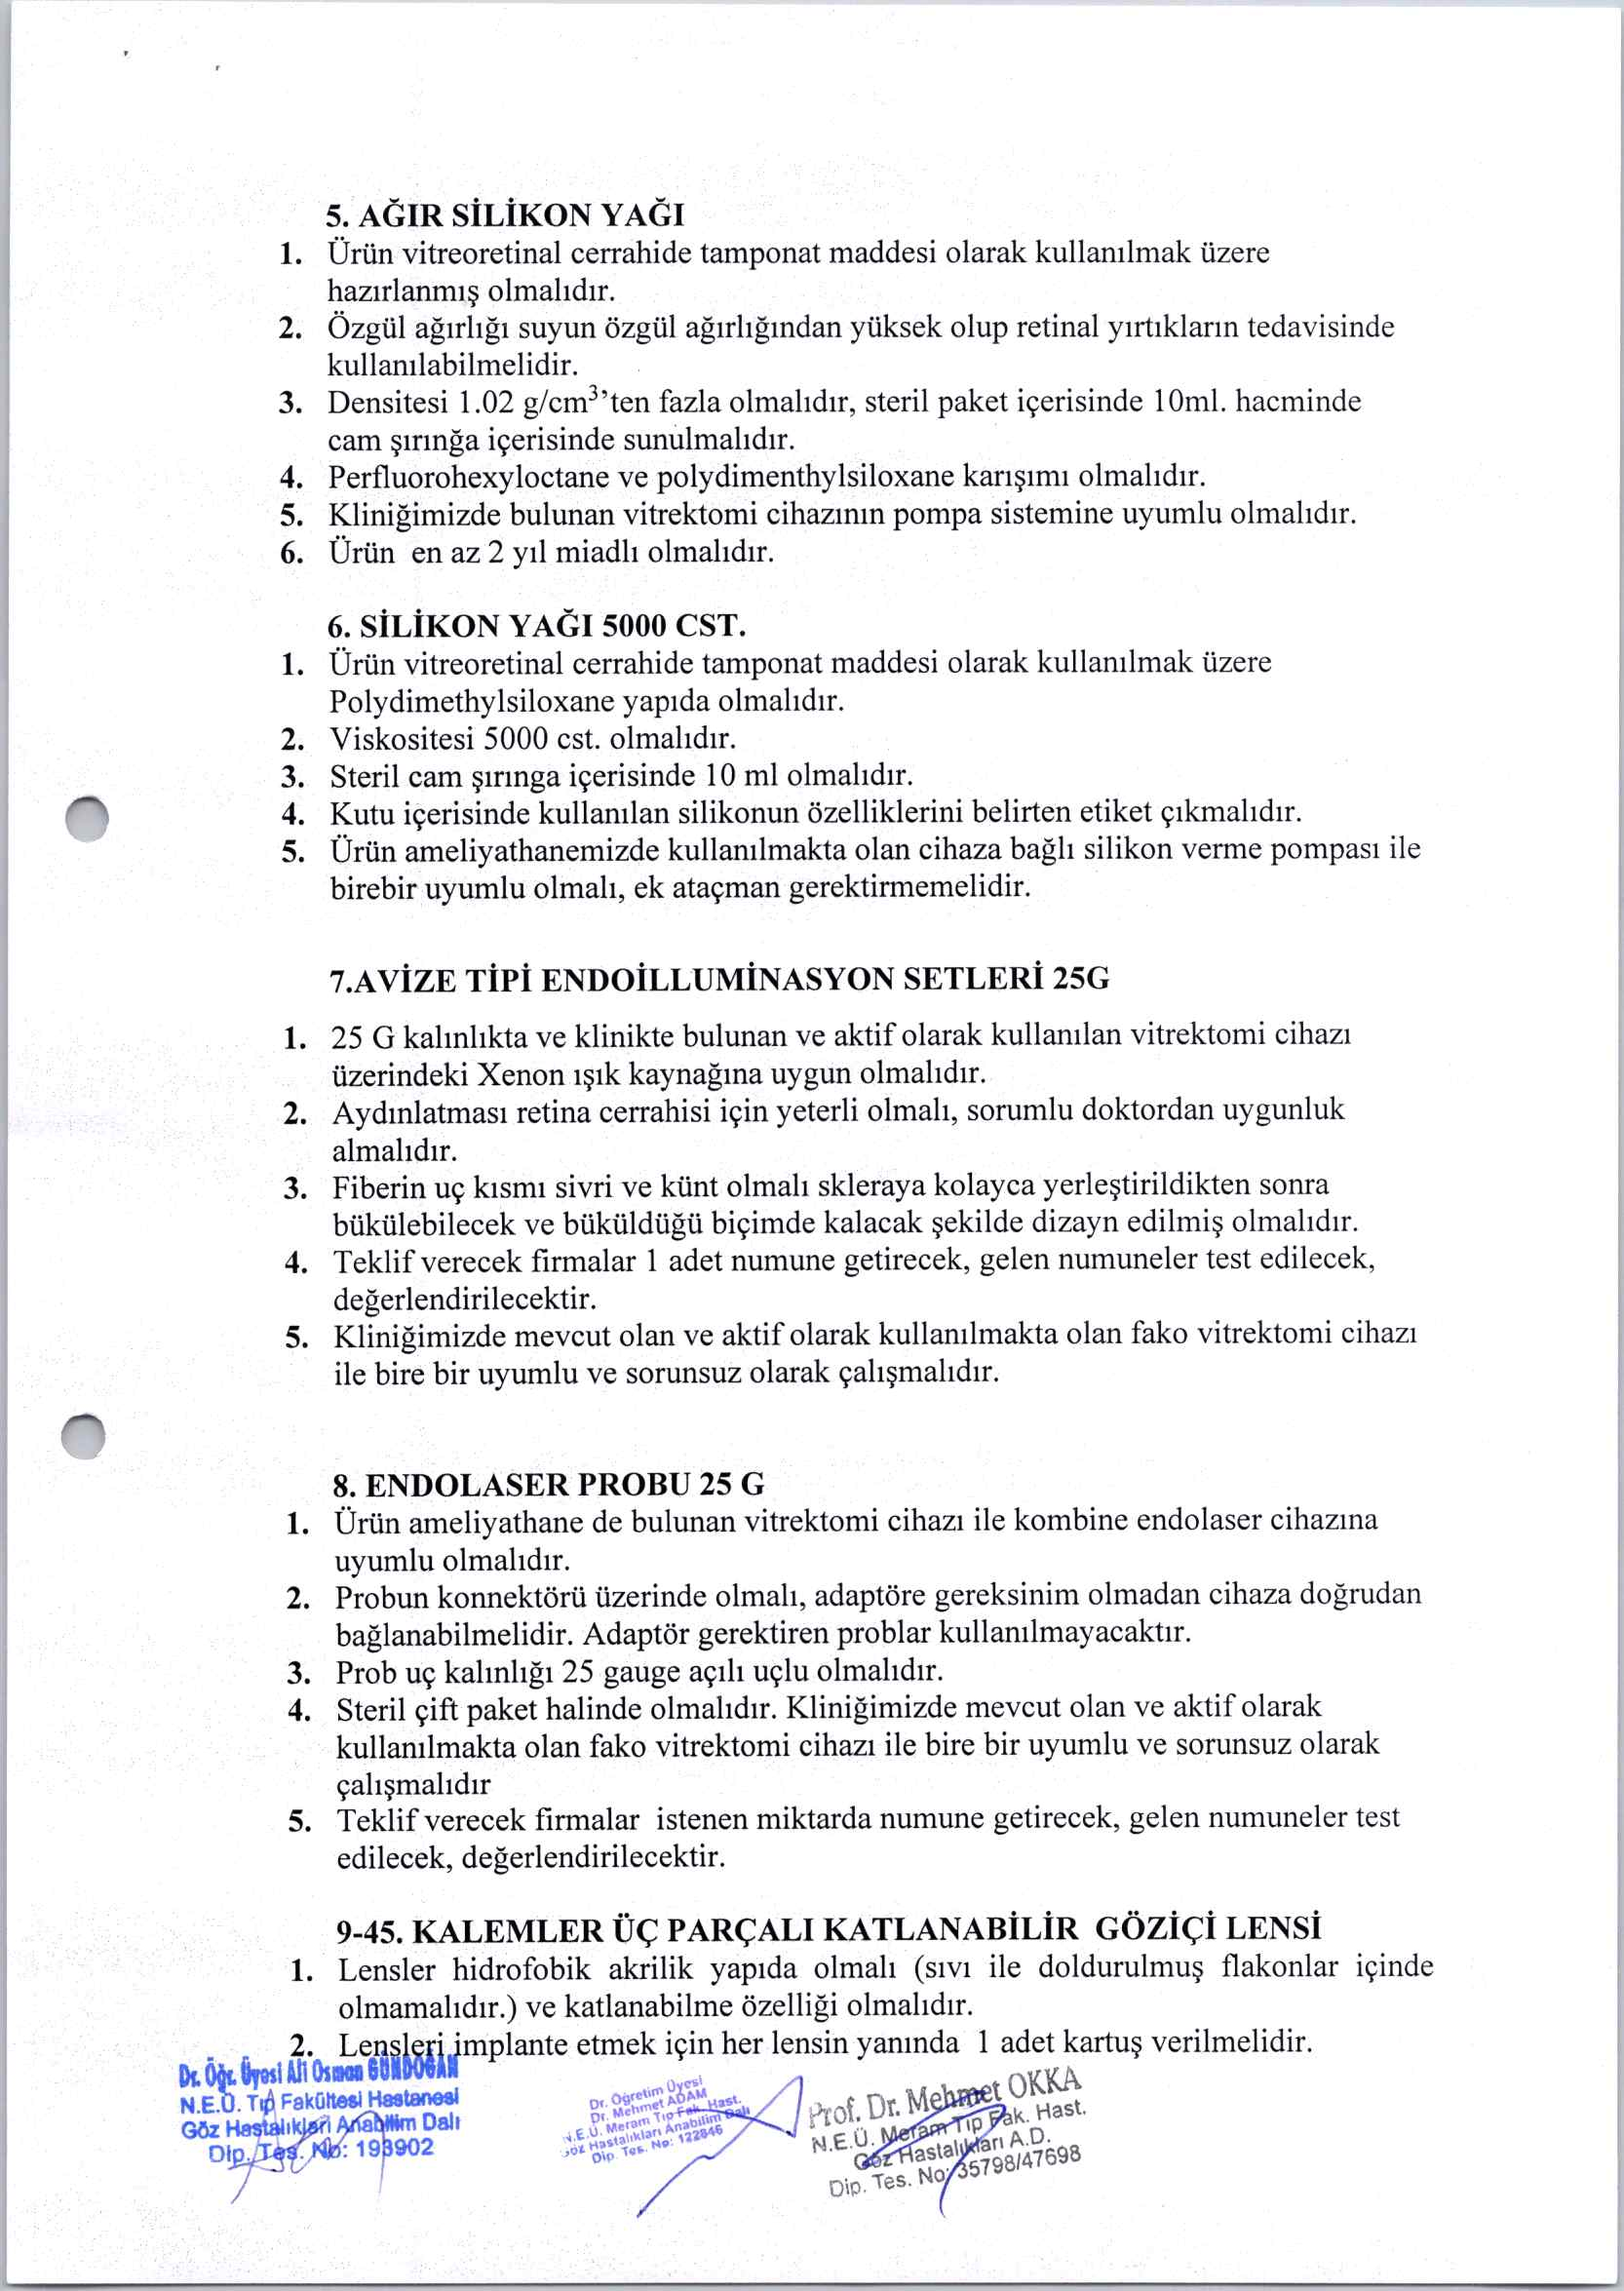 5. AĞIR SİLİKON YAĞI
1. Ürün vitreoretinal cerrahide tamponat maddesi olarak kullanılmak üzere
hazırlanmış olmalıdır.
2. Özgül ağırlığı suyun özgül ağırlığından yüksek olup retinal yırtıkların tedavisinde
kullanılabilmelidir.
3. Densitesi 1.02 g/cm³’ten fazla olmalıdır, steril paket içerisinde 10ml. hacminde
cam şırınğa içerisinde sunulmalıdır.
4. Perfluorohexyloctane ve polydimenthylsiloxane karışımı olmalıdır.
5. Kliniğimizde bulunan vitrektomi cihazının pompa sistemine uyumlu olmalıdır.
6. Ürün en az 2 yıl miadlı olmalıdır.
6. SİLİKON YAĞI 5000 CST.
1. Ürün vitreoretinal cerrahide tamponat maddesi olarak kullanılmak üzere
Polydimethylsiloxane yapıda olmalıdır.
2. Viskositesi 5000 cst. olmalıdır.
3. Steril cam şırınga içerisinde 10 ml olmalıdır.
4. Kutu içerisinde kullanılan silikonun özelliklerini belirten etiket çıkmalıdır.
5. Ürün ameliyathanemizde kullanılmakta olan cihaza bağlı silikon verme pompası ile
birebir uyumlu olmalı, ek ataçman gerektirmemelidir.
7.AVİZE TİPİ ENDOİLLUMİNASYON SETLERİ 25G
1. 25 G kalınlıkta ve klinikte bulunan ve aktif olarak kullanılan vitrektomi cihazı
üzerindeki Xenon ışık kaynağına uygun olmalıdır.
2. Aydınlatması retina cerrahisi için yeterli olmalı, sorumlu doktordan uygunluk
almalıdır.
3. Fiberin uç kısmı sivri ve künt olmalı skleraya kolayca yerleştirildikten sonra
bükülebilecek ve büküldüğü biçimde kalacak şekilde dizayn edilmiş olmalıdır.
4. Teklif verecek firmalar 1 adet numune getirecek, gelen numuneler test edilecek,
değerlendirilecektir.
5. Kliniğimizde mevcut olan ve aktif olarak kullanılmakta olan fako vitrektomi cihazı
ile bire bir uyumlu ve sorunsuz olarak çalışmalıdır.
8. ENDOLASER PROBU 25 G
1. Ürün ameliyathane de bulunan vitrektomi cihazı ile kombine endolaser cihazına
uyumlu olmalıdır.
2. Probun konnektörü üzerinde olmalı, adaptöre gereksinim olmadan cihaza doğrudan
bağlanabilmelidir. Adaptör gerektiren problar kullanılmayacaktır.
3. Prob uç kalınlığı 25 gauge açılı uçlu olmalıdır.
4. Steril çift paket halinde olmalıdır. Kliniğimizde mevcut olan ve aktif olarak
kullanılmakta olan fako vitrektomi cihazı ile bire bir uyumlu ve sorunsuz olarak
çalışmalıdır
5. Teklif verecek firmalar istenen miktarda numune getirecek, gelen numuneler test
edilecek, değerlendirilecektir.
9-45. KALEMLER ÜÇ PARÇALI KATLANABİLİR GÖZİÇİ LENSİ
1. Lensler hidrofobik akrilik yapıda olmalı (sıvı ile doldurulmuş flakonlar içinde
olmamalıdır.) ve katlanabilme özelliği olmalıdır.
2. Lensleri implante etmek için her lensin yanında 1 adet kartuş verilmelidir.
Dr. Öğr. Üyesi Ali Osman GÜNDOĞAN
N.E.Ü. Tıp Fakültesi Hastanesi
Göz Hastalıkları Anabilim Dalı
Dip. Tes. No: 193902
Dr. Öğretim Üyesi
Dr. Mehmet ADAM
N.E.Ü. Meram Tıp Fak. Hast.
Göz Hastalıkları Anabilim Dalı
Dip. Tes. No: 122846
Prof. Dr. Mehmet OKKA
N.E.Ü. Meram Tıp Fak. Hast.
Göz Hastalıkları A.D.
Dip. Tes. No: 35798/47698